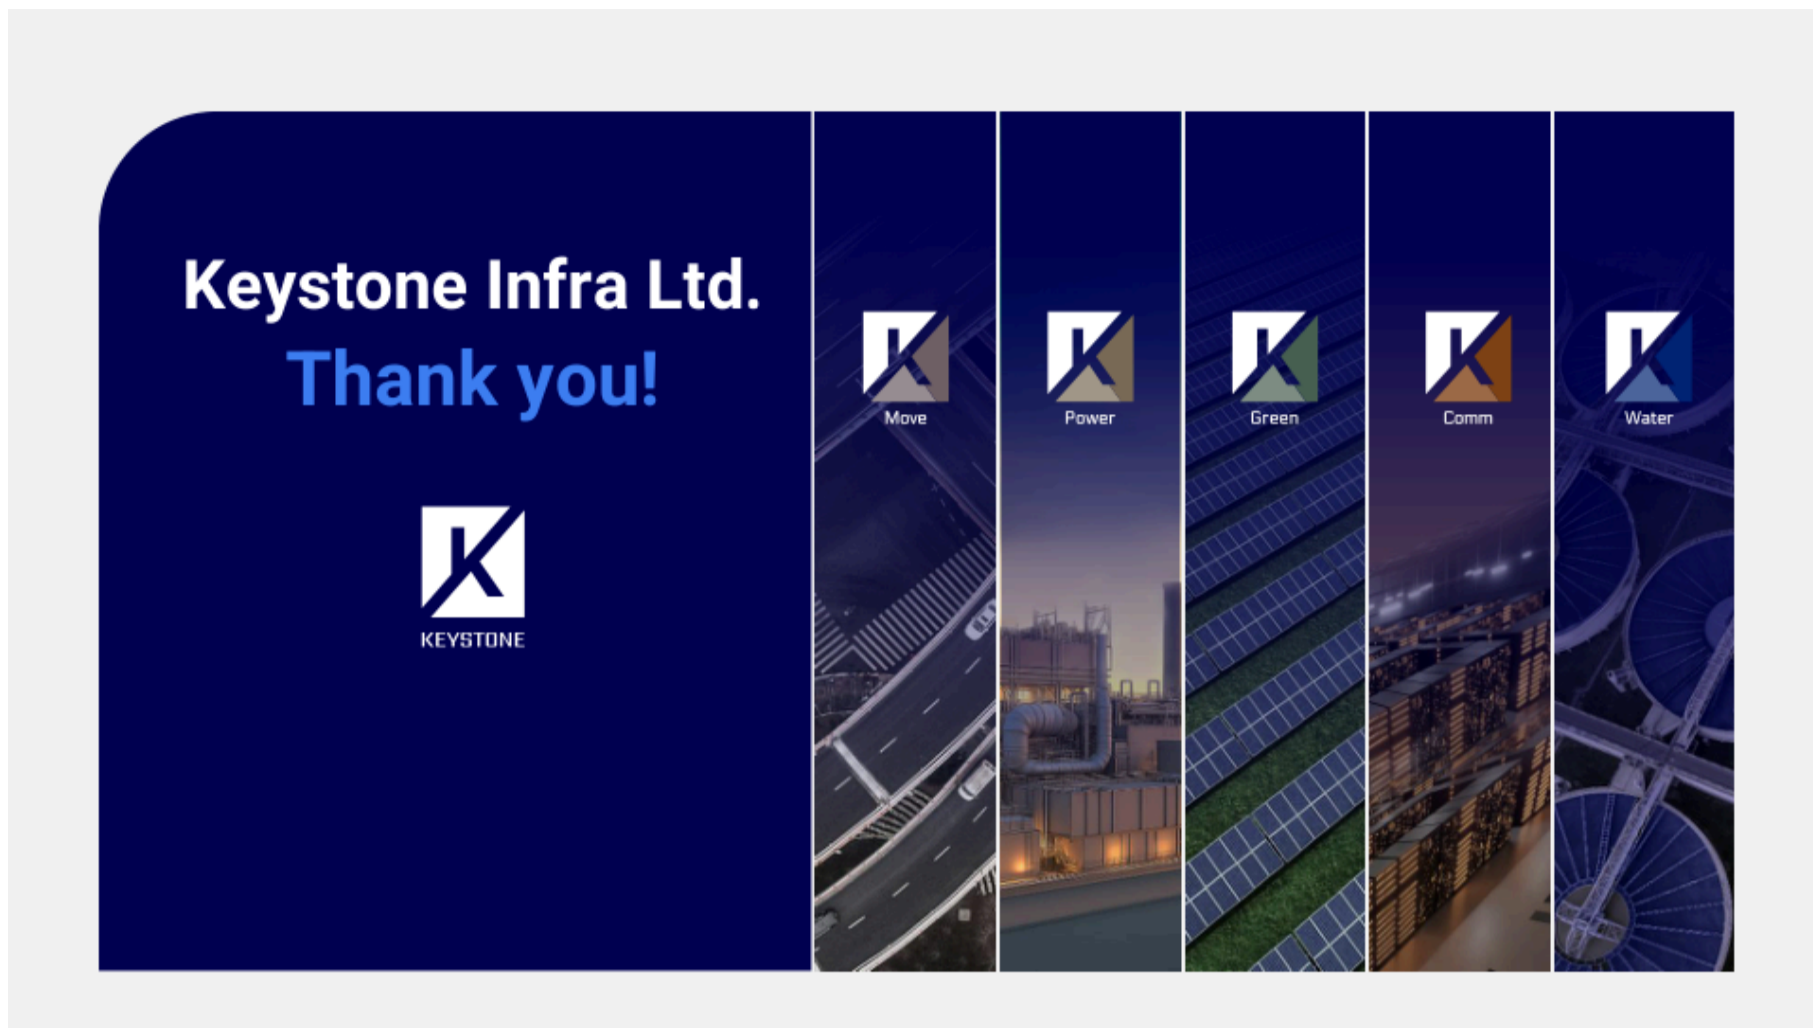 Keystone Infra Ltd.
Thank you!
KEYSTONE
Move
Power
Green
Comm
Water